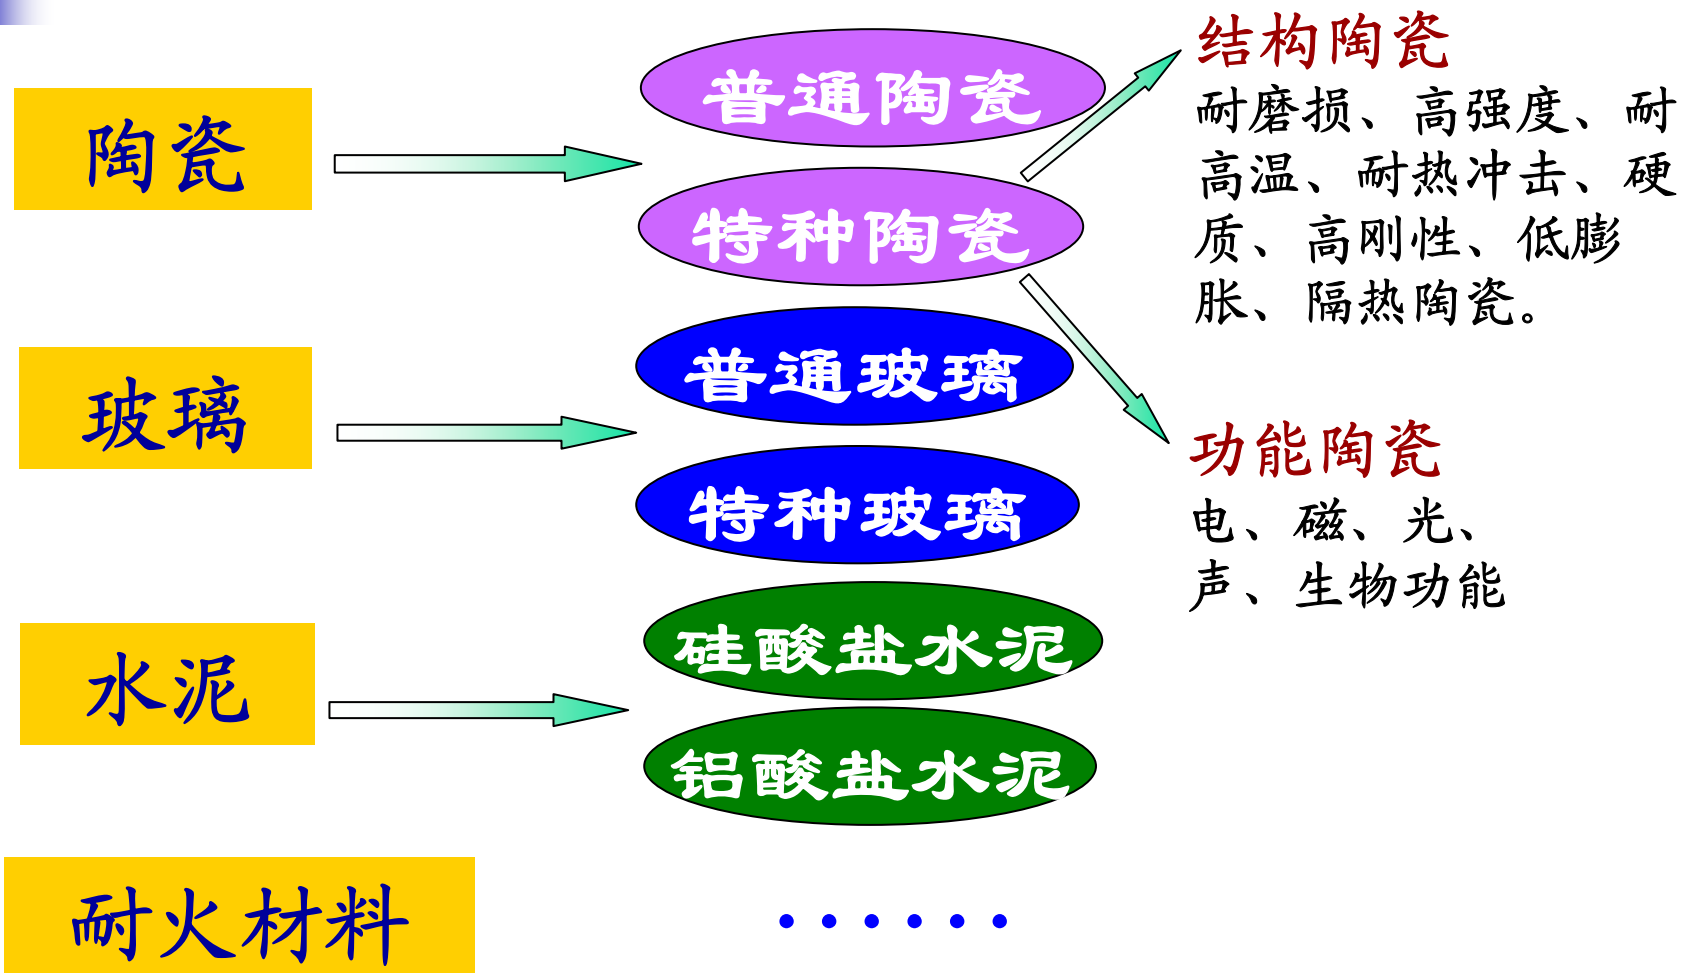 陶瓷
普通陶瓷
特种陶瓷
结构陶瓷
耐磨损、高强度、耐
高温、耐热冲击、硬
质、高刚性、低膨
胀、隔热陶瓷。
功能陶瓷
电、磁、光、
声、生物功能
玻璃
普通玻璃
特种玻璃
水泥
硅酸盐水泥
铝酸盐水泥
耐火材料
······